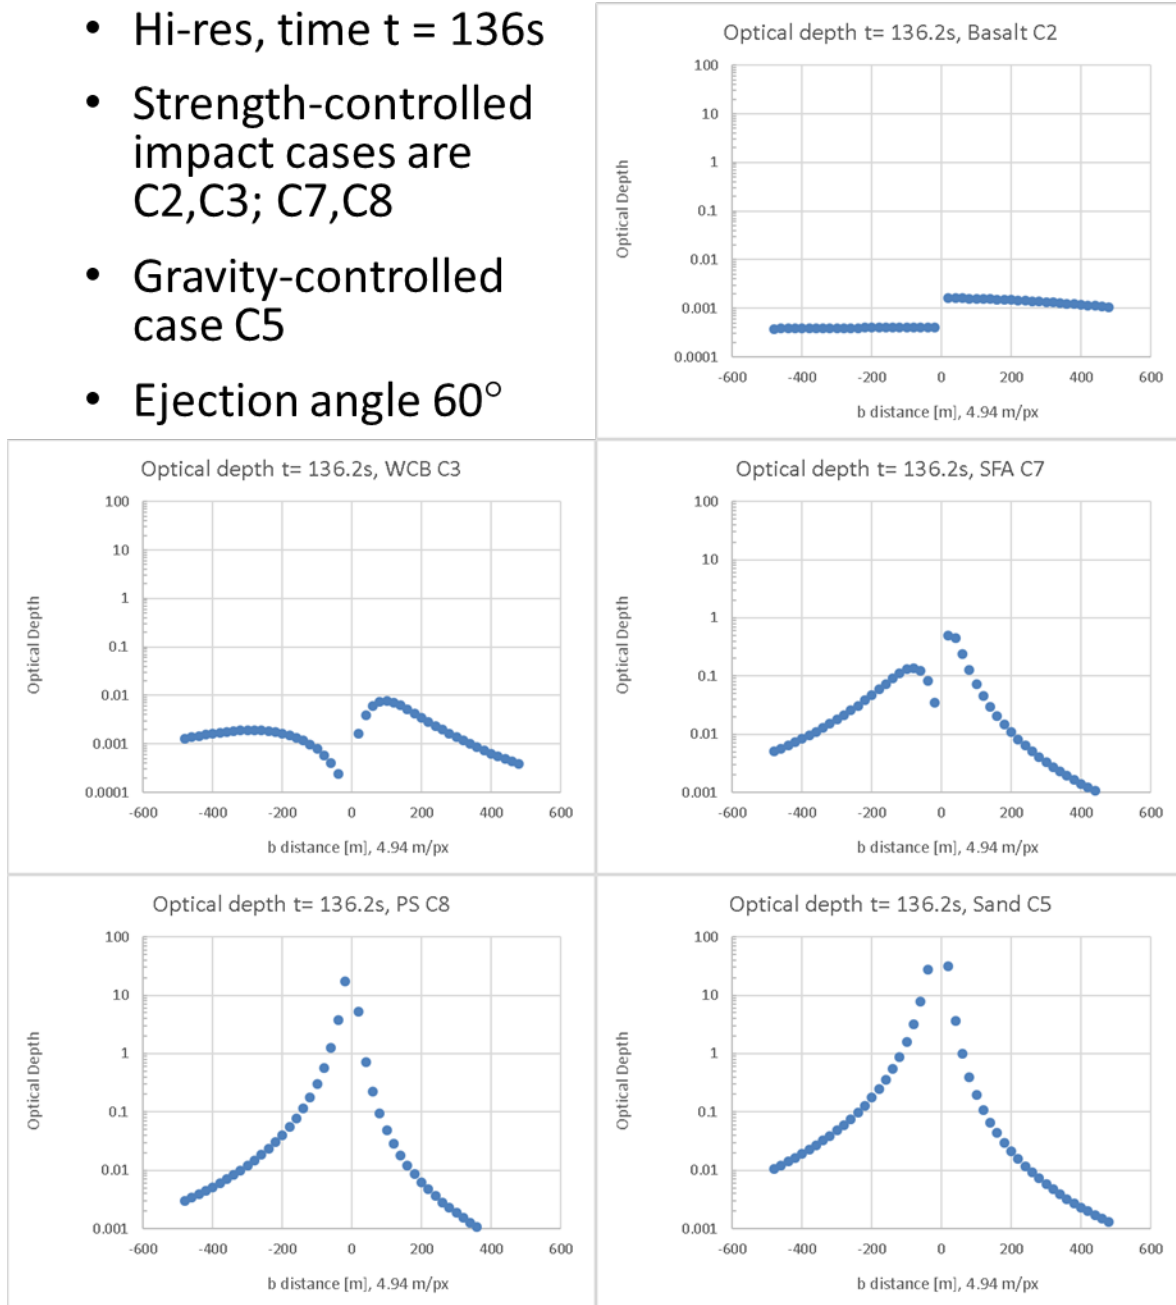 • Hi-res, time t = 136s
• Strength-controlled
impact cases are
C2,C3; C7,C8
• Gravity-controlled
case C5
• Ejection angle 60°
Optical depth t= 136.2s, Basalt C2
Optical Depth
100
10
1
0.1
0.01
0.001
0.0001
-600 -400 -200 0 200 400 600
b distance [m], 4.94 m/px
Optical depth t= 136.2s, WCB C3
Optical Depth
100
10
1
0.1
0.01
0.001
0.0001
-600 -400 -200 0 200 400 600
b distance [m], 4.94 m/px
Optical depth t= 136.2s, SFA C7
Optical Depth
100
10
1
0.1
0.01
0.001
-600 -400 -200 0 200 400 600
b distance [m], 4.94 m/px
Optical depth t= 136.2s, PS C8
Optical Depth
100
10
1
0.1
0.01
0.001
-600 -400 -200 0 200 400 600
b distance [m], 4.94 m/px
Optical depth t= 136.2s, Sand C5
Optical Depth
100
10
1
0.1
0.01
0.001
-600 -400 -200 0 200 400 600
b distance [m], 4.94 m/px